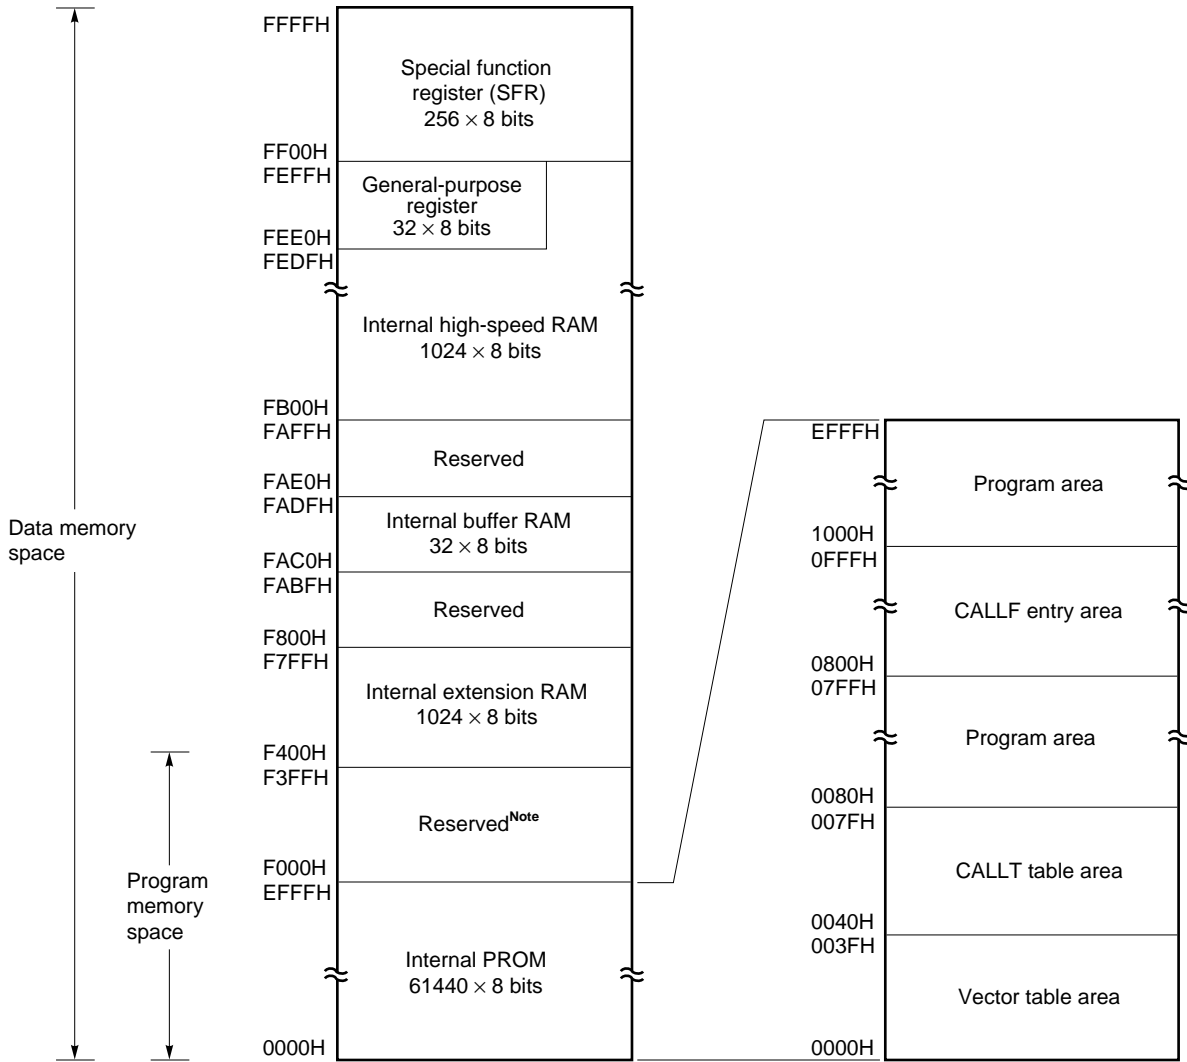 Data memory
space
Program
memory
space
FFFFH
Special function
register (SFR)
256 × 8 bits
FF00H
FEFFH
General-purpose
register
32 × 8 bits
FEE0H
FEDFH
Internal high-speed RAM
1024 × 8 bits
FB00H
FAFFH
Reserved
FAE0H
FADFH
Internal buffer RAM
32 × 8 bits
FAC0H
FABFH
Reserved
F800H
F7FFH
Internal extension RAM
1024 × 8 bits
F400H
F3FFH
Reserved Note
F000H
EFFFH
Internal PROM
61440 × 8 bits
0000H
EFFFH
Program area
1000H
0FFFH
CALLF entry area
0800H
07FFH
Program area
0080H
007FH
CALLT table area
0040H
003FH
Vector table area
0000H